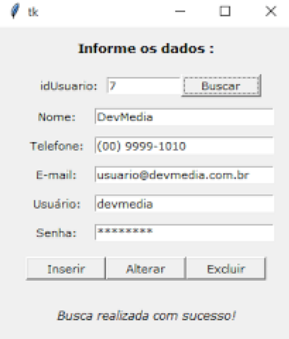 tk
Informe os dados :
idUsuario: 7 Buscar
Nome: DevMedia
Telefone: (00) 9999-1010
E-mail: usuario@devmedia.com.br
Usuário: devmedia
Senha: ********
Inserir Alterar Excluir
Busca realizada com sucesso!